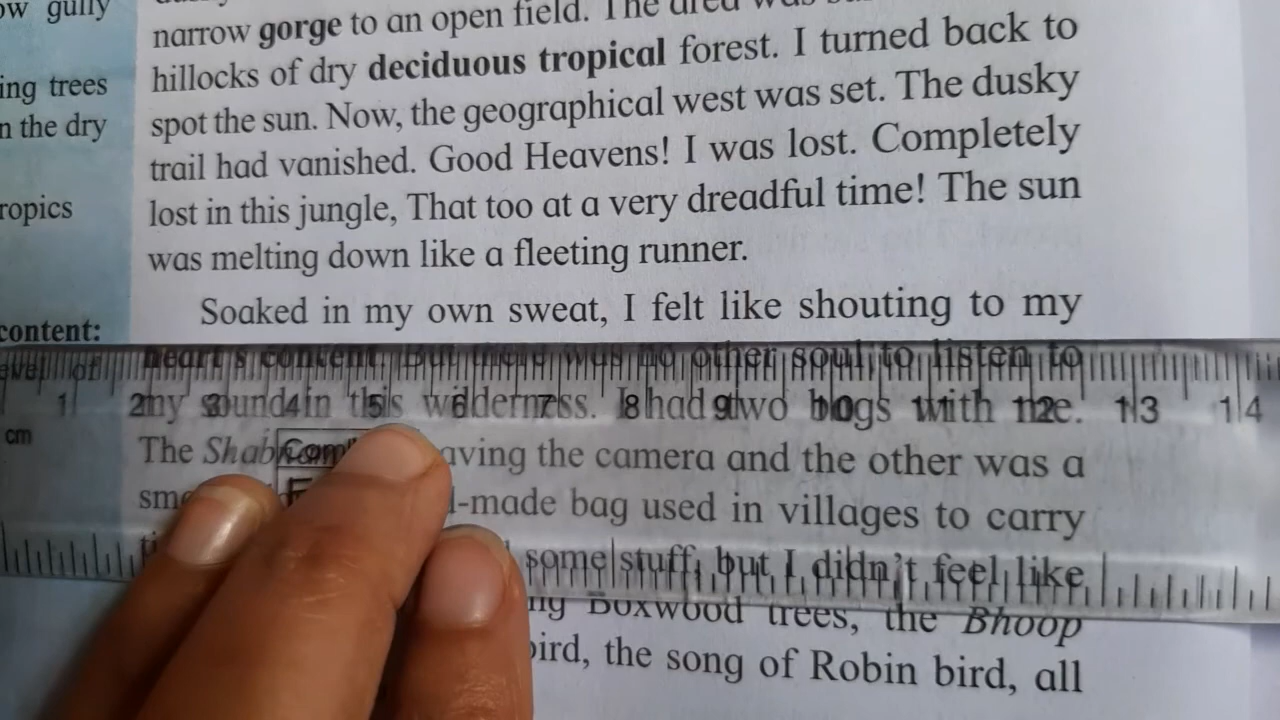 ow gully
ing trees
n the dry
ropics
content:
evel of
narrow gorge to an open field. The area was
hillocks of dry deciduous tropical forest. I turned back to
spot the sun. Now, the geographical west was set. The dusky
trail had vanished. Good Heavens! I was lost. Completely
lost in this jungle, That too at a very dreadful time! The sun
was melting down like a fleeting runner.
Soaked in my own sweat, I felt like shouting to my
heart's content. But there was no other soul to listen to
my sound in this wilderness. I had two bags with me.
The aving the camera and the other was a
-made bag used in villages to carry
some stuff, but I didn't feel like
ng Boxwood trees, the Bhoop
bird, the song of Robin bird, all
1 2 3 4 5 6 7 8 9 10 11 12 13 14
cm